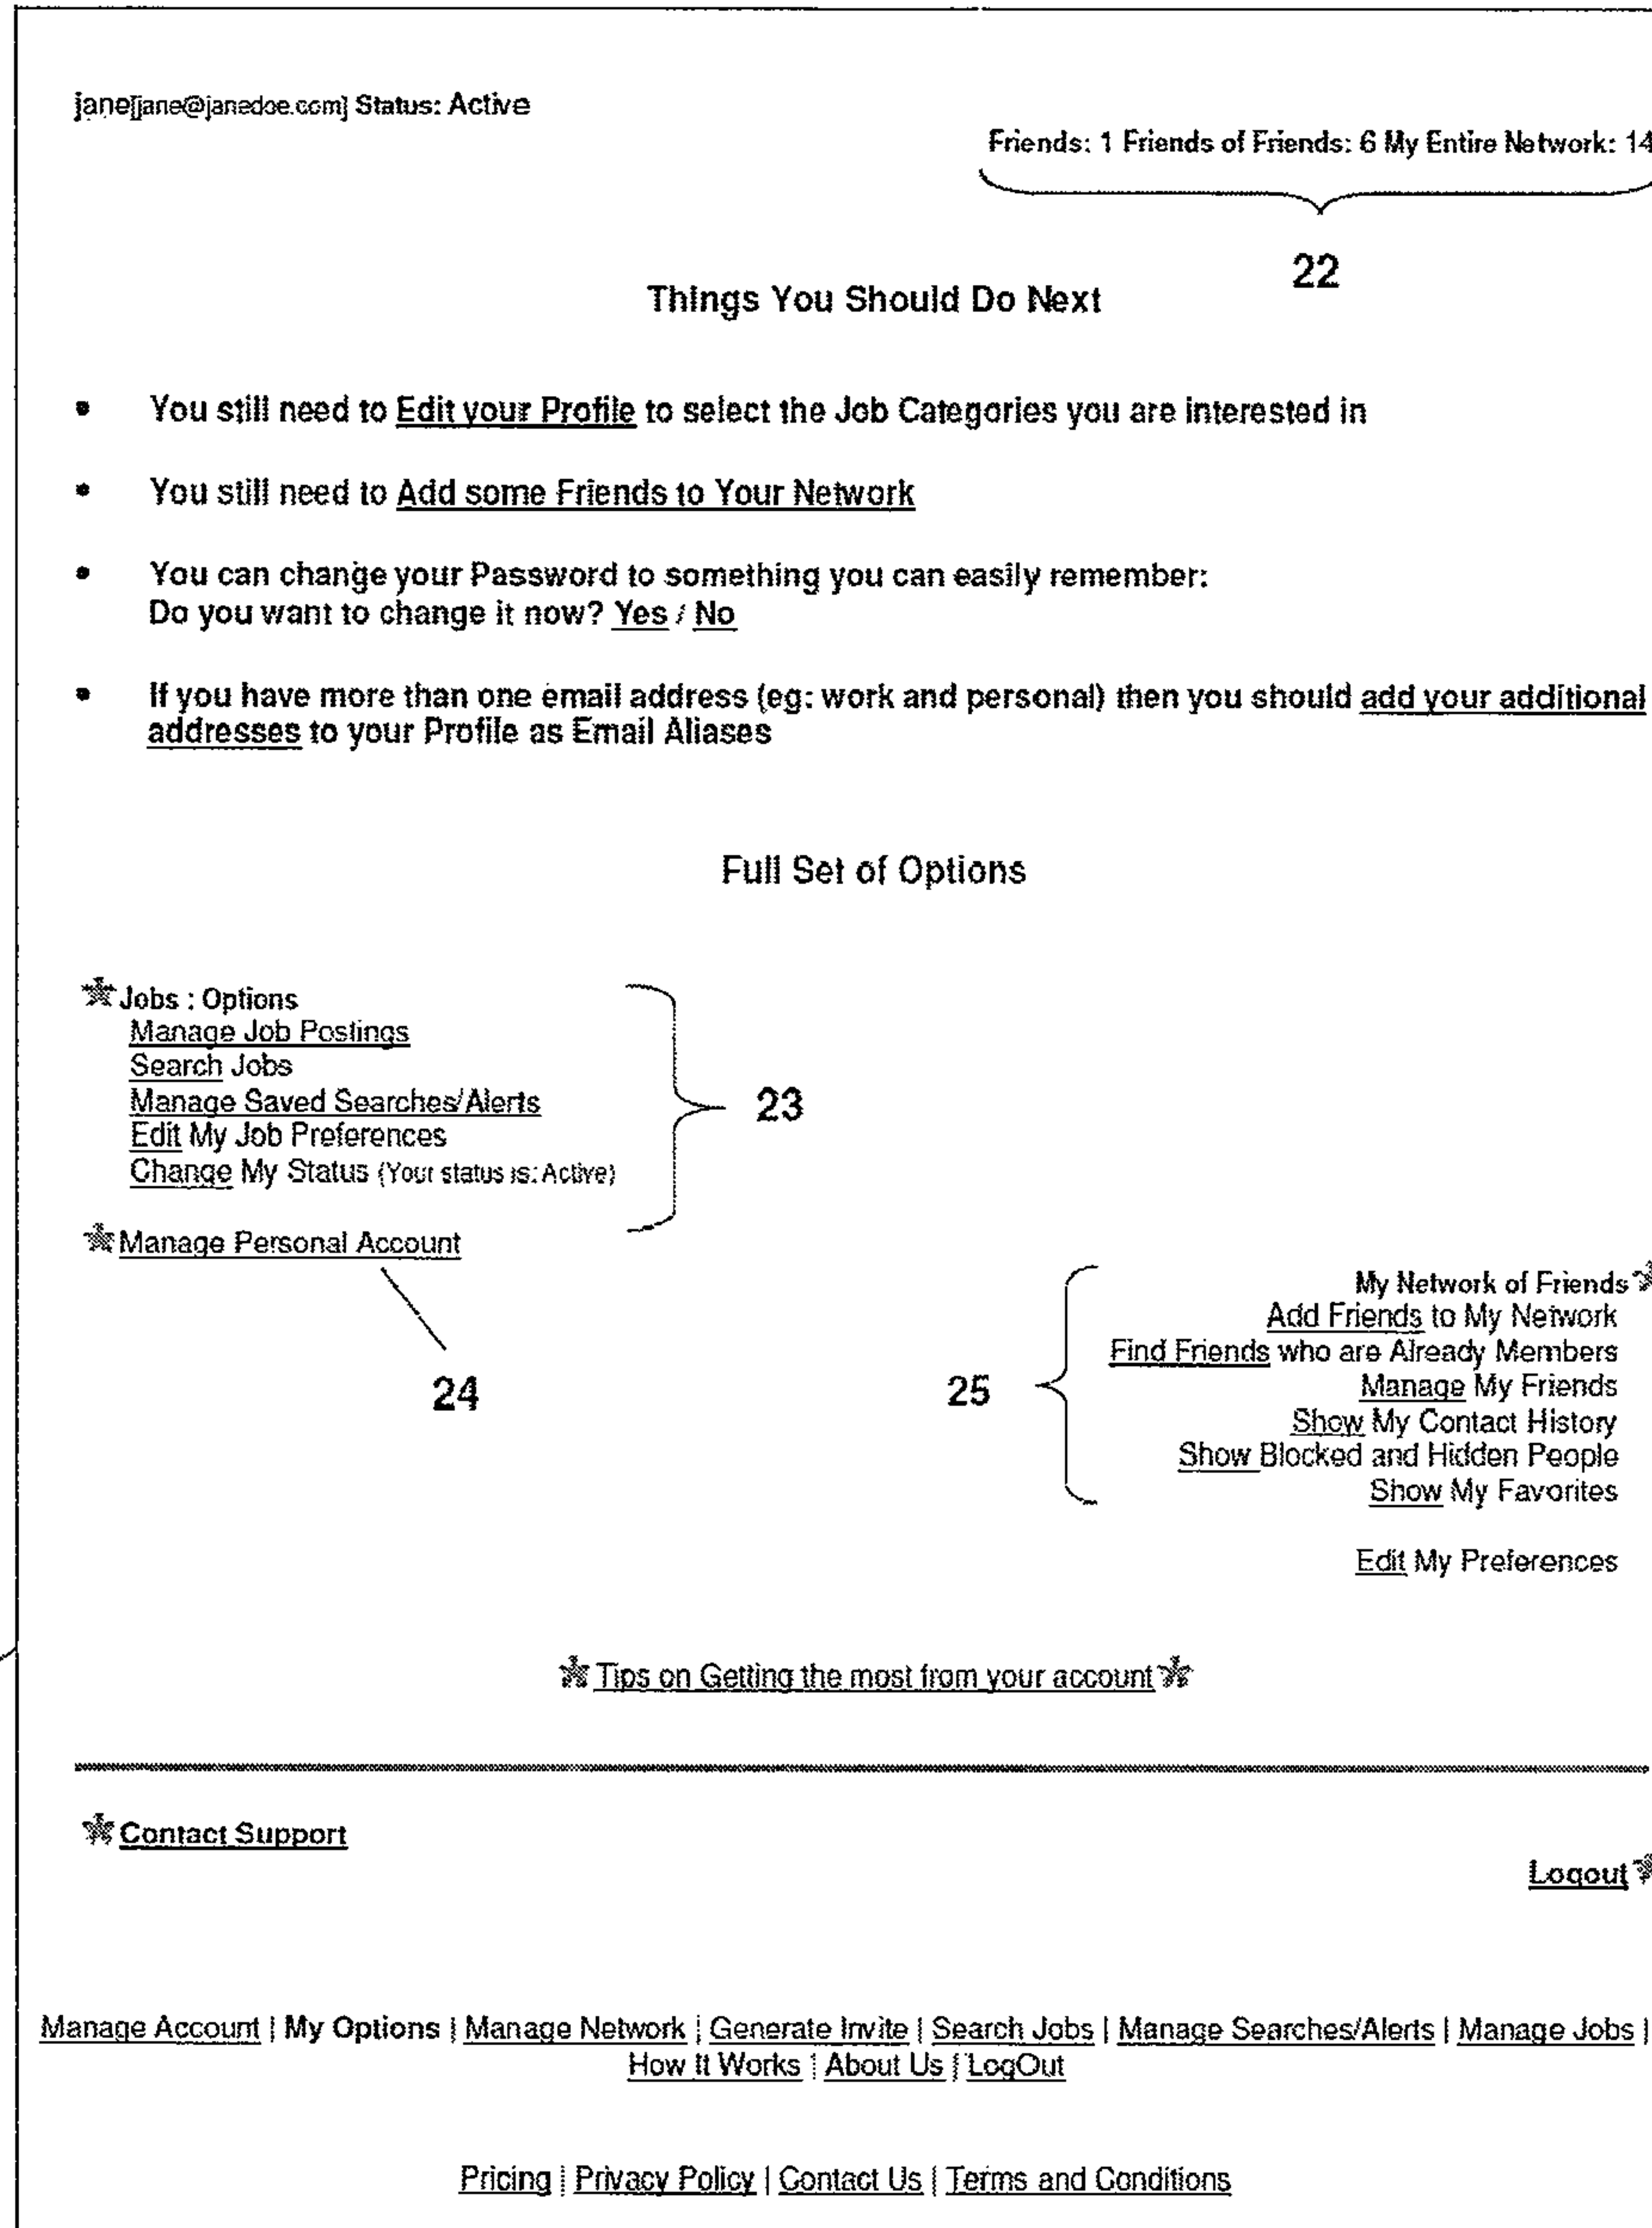 jane[jane@janedoe.com] Status: Active
Friends: 1 Friends of Friends: 6 My Entire Network: 14
22
Things You Should Do Next
• You still need to Edit your Profile to select the Job Categories you are interested in
• You still need to Add some Friends to Your Network
• You can change your Password to something you can easily remember:
Do you want to change it now? Yes / No
• If you have more than one email address (eg: work and personal) then you should add your additional
addresses to your Profile as Email Aliases
Full Set of Options
Jobs : Options
Manage Job Postings
Search Jobs
Manage Saved Searches/Alerts
Edit My Job Preferences
Change My Status (Your status is: Active)
23
Manage Personal Account
24
My Network of Friends
Add Friends to My Network
Find Friends who are Already Members
Manage My Friends
Show My Contact History
Show Blocked and Hidden People
Show My Favorites
25
Edit My Preferences
Tips on Getting the most from your account
Contact Support
Logout
Manage Account | My Options | Manage Network | Generate Invite | Search Jobs | Manage Searches/Alerts | Manage Jobs |
How It Works | About Us | LogOut
Pricing | Privacy Policy | Contact Us | Terms and Conditions